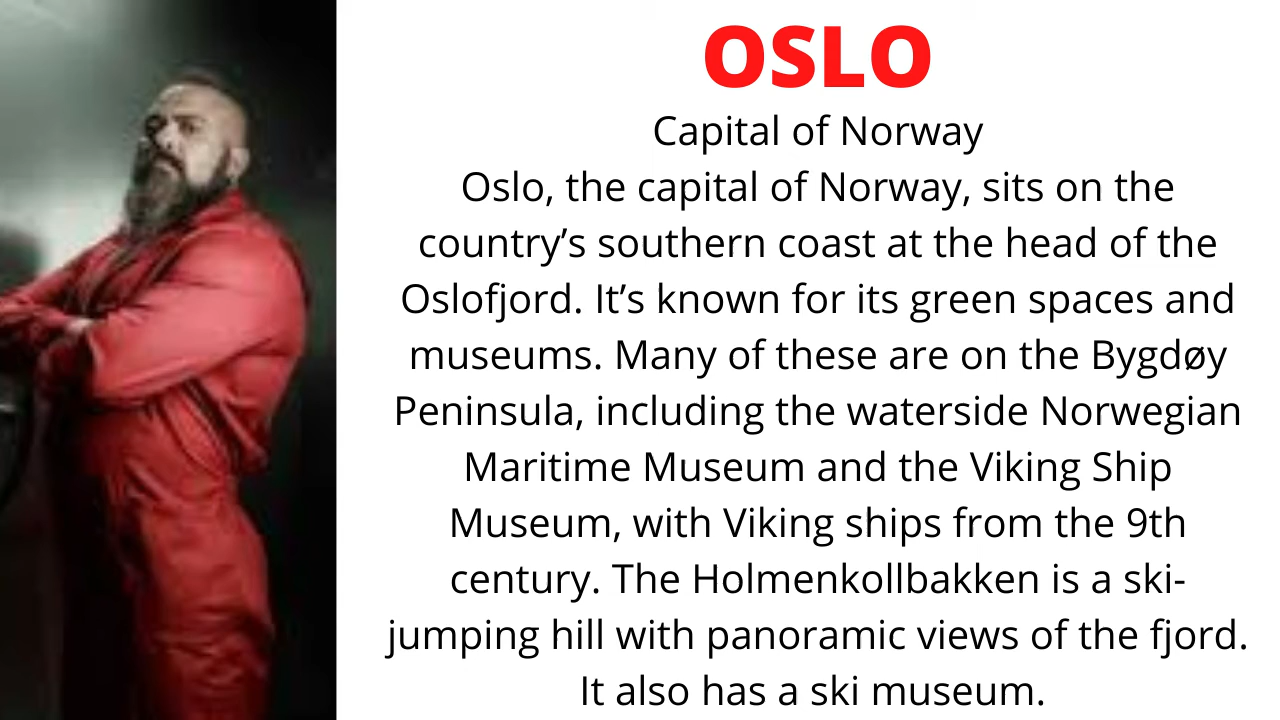 OSLO
Capital of Norway
Oslo, the capital of Norway, sits on the
country’s southern coast at the head of the
Oslofjord. It’s known for its green spaces and
museums. Many of these are on the Bygdøy
Peninsula, including the waterside Norwegian
Maritime Museum and the Viking Ship
Museum, with Viking ships from the 9th
century. The Holmenkollbakken is a ski-
jumping hill with panoramic views of the fjord.
It also has a ski museum.